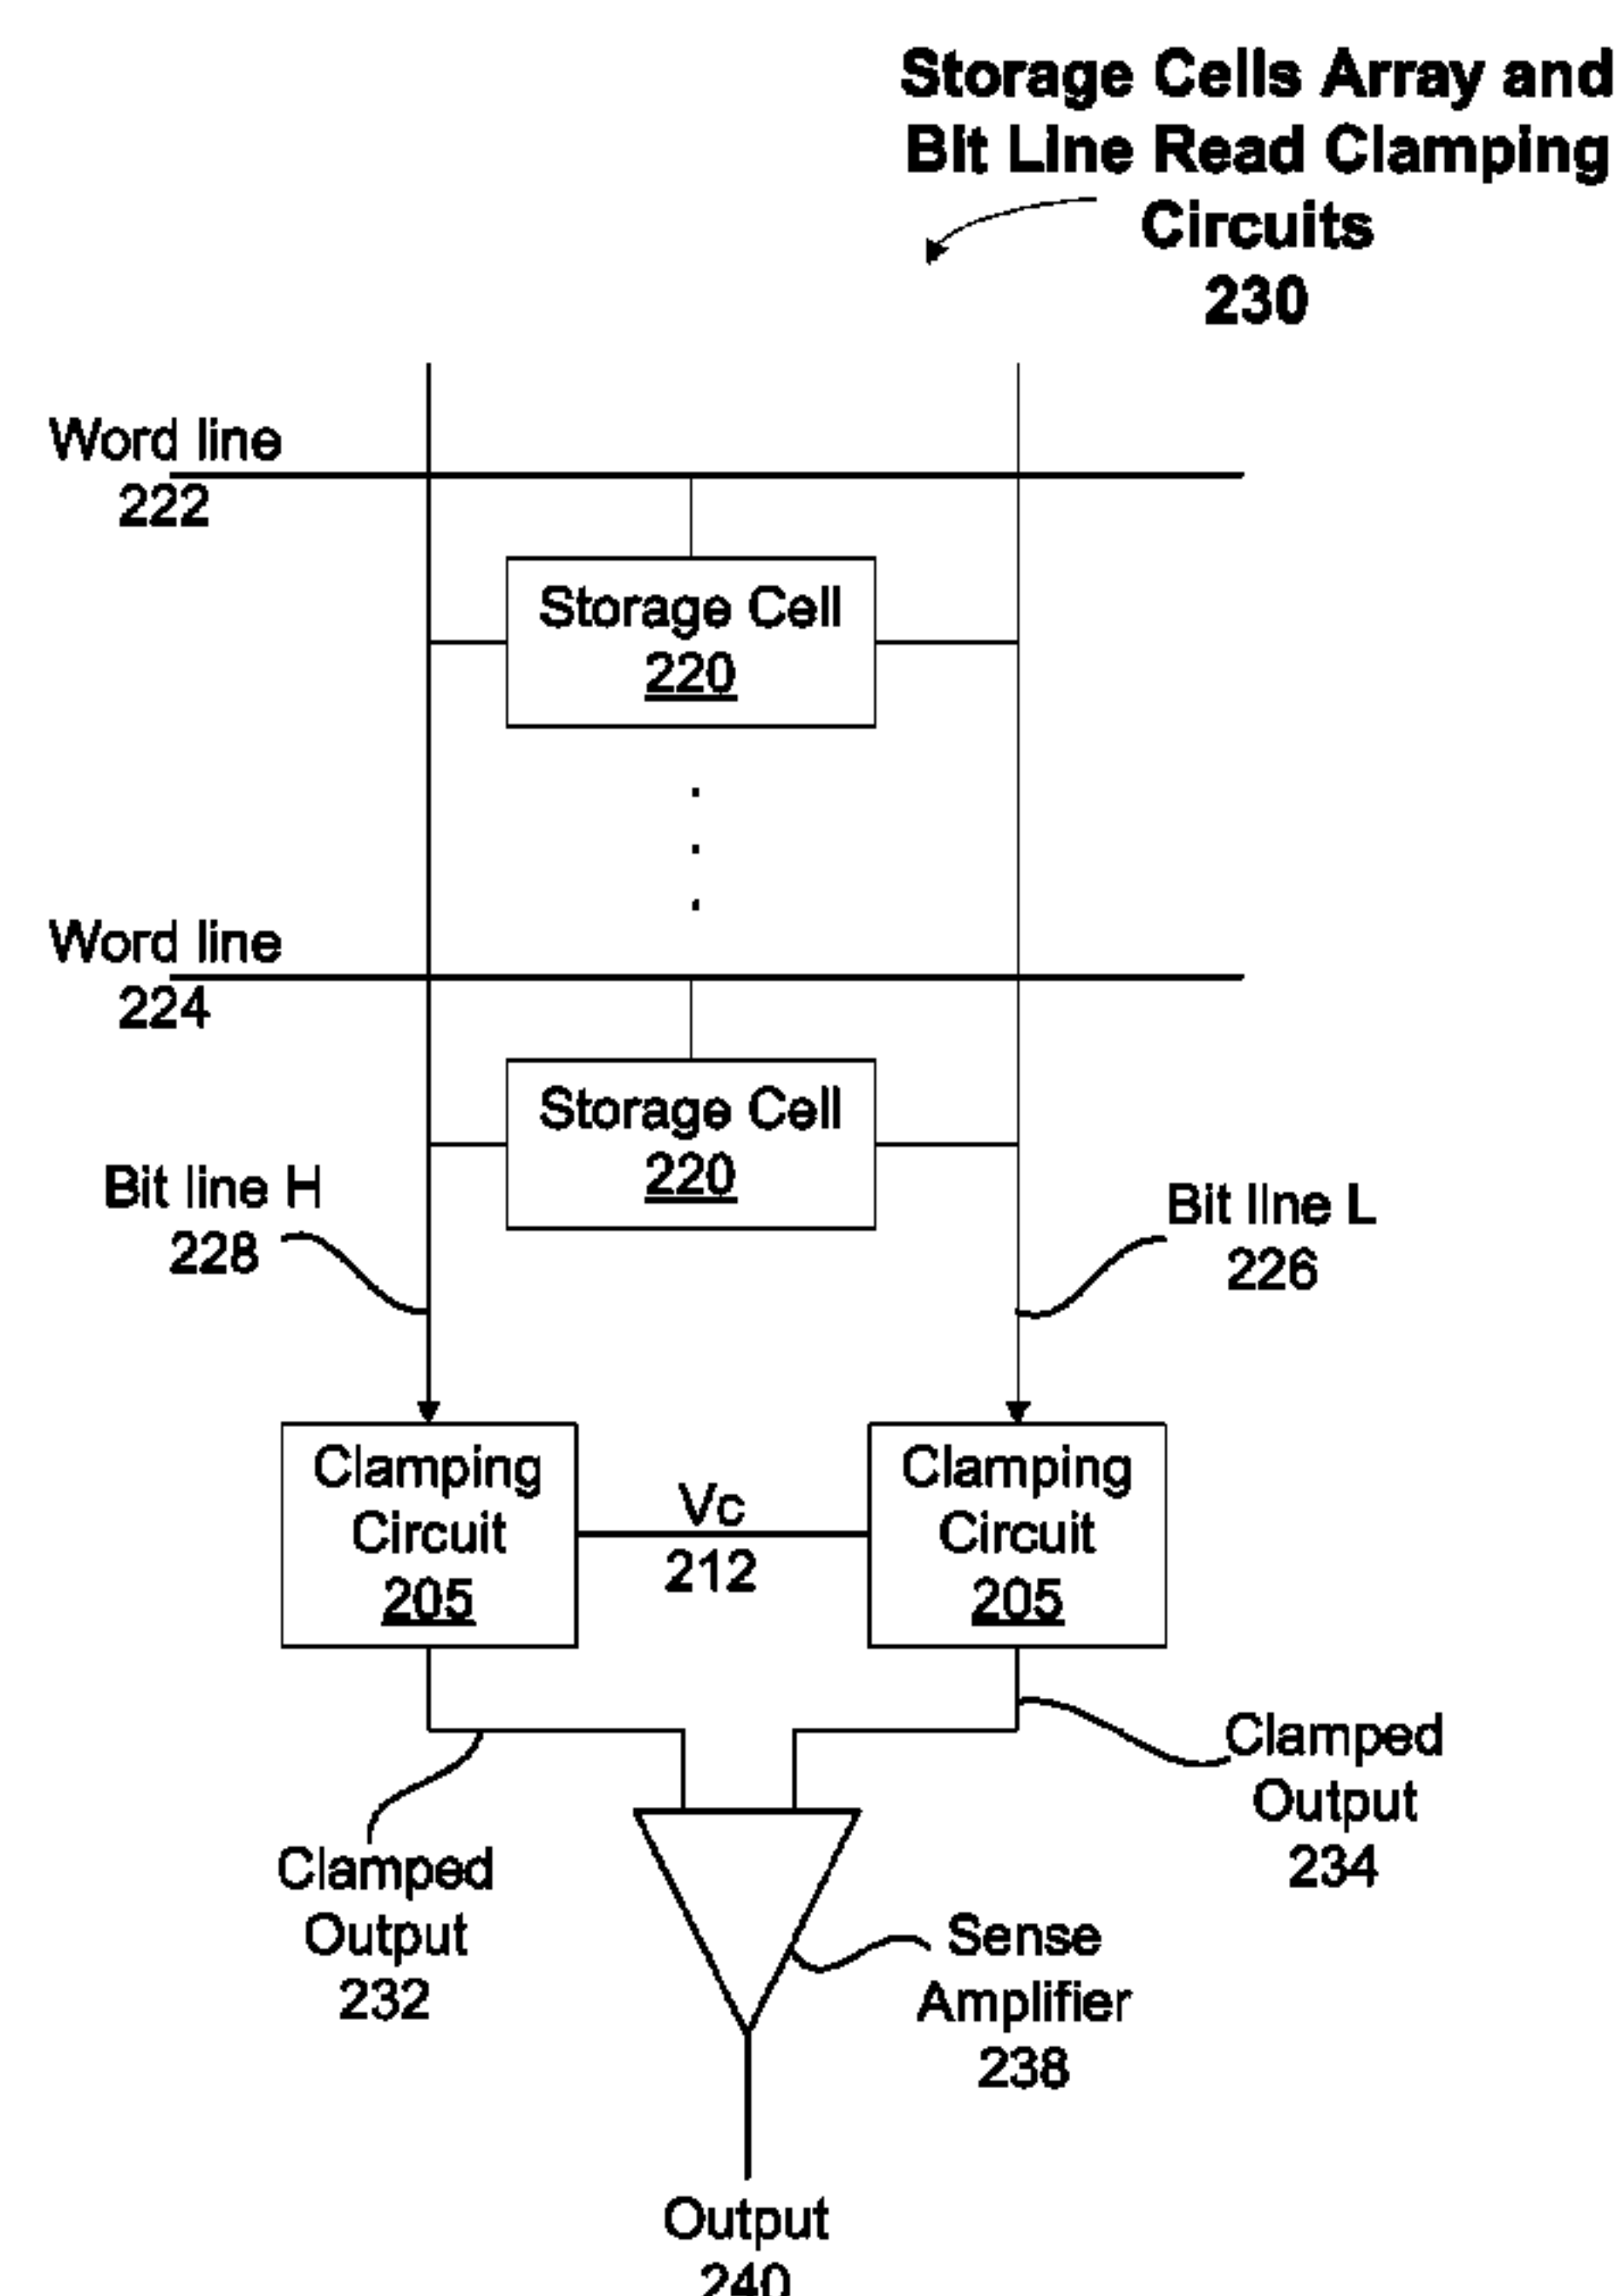 Storage Cells Array and
Bit Line Read Clamping
Circuits
230
Word line
222
Storage Cell
220
Word line
224
Storage Cell
220
Bit line H
228
Bit line L
226
Clamping
Circuit
205
Vc
212
Clamping
Circuit
205
Clamped
Output
234
Clamped
Output
232
Sense
Amplifier
238
Output
240